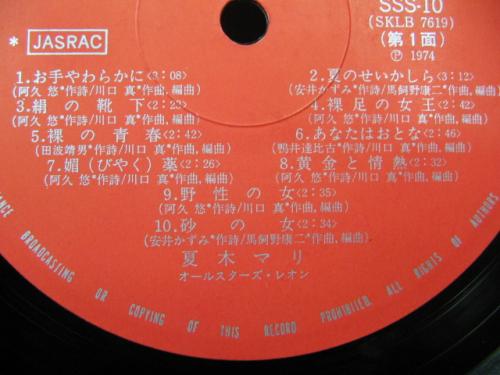 SSS-10
(SKLB 7619)
* JASRAC
(第1面)
Ⓟ 1974
1.お手やわらかに<3:08>
(阿久 悠*作詩/川口 真*作曲、編曲)
2.夏のせいかしら<3:12>
(安井かずみ*作詩/馬飼野康二*作曲、編曲)
3.絹の靴下<2:22>
(阿久 悠*作詩/川口 真*作曲、編曲)
4.裸足の女王<2:42>
(阿久 悠*作詩/川口 真*作曲、編曲)
5.裸の青春<2:42>
(田波靖男*作詩/川口 真*作曲、編曲)
6.あなたはおとな<2:45>
(阿久 悠*作詩/川口 真*作曲、編曲)
7.媚(びやく)薬<2:26>
(阿久 悠*作詩/川口 真*作曲、編曲)
8.黄金と情熱<2:32>
(鴨井達比古*作詩/川口 真*作曲、編曲)
9.野性の女<2:35>
(阿久 悠*作詩/川口 真*作曲、編曲)
10.砂の女<2:34>
(安井かずみ*作詩/馬飼野康二*作曲、編曲)
夏木マリ
オールスターズ・レオン
BROADCASTING OR COPYING OF THIS RECORD PROHIBITED. ALL RIGHTS OF AUTHORS